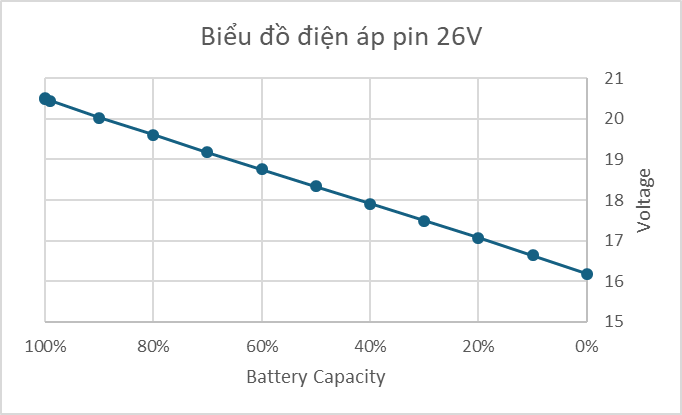 Biểu đồ điện áp pin 26V
21
20
19
18
17
16
15
Voltage
100% 80% 60% 40% 20% 0%
Battery Capacity